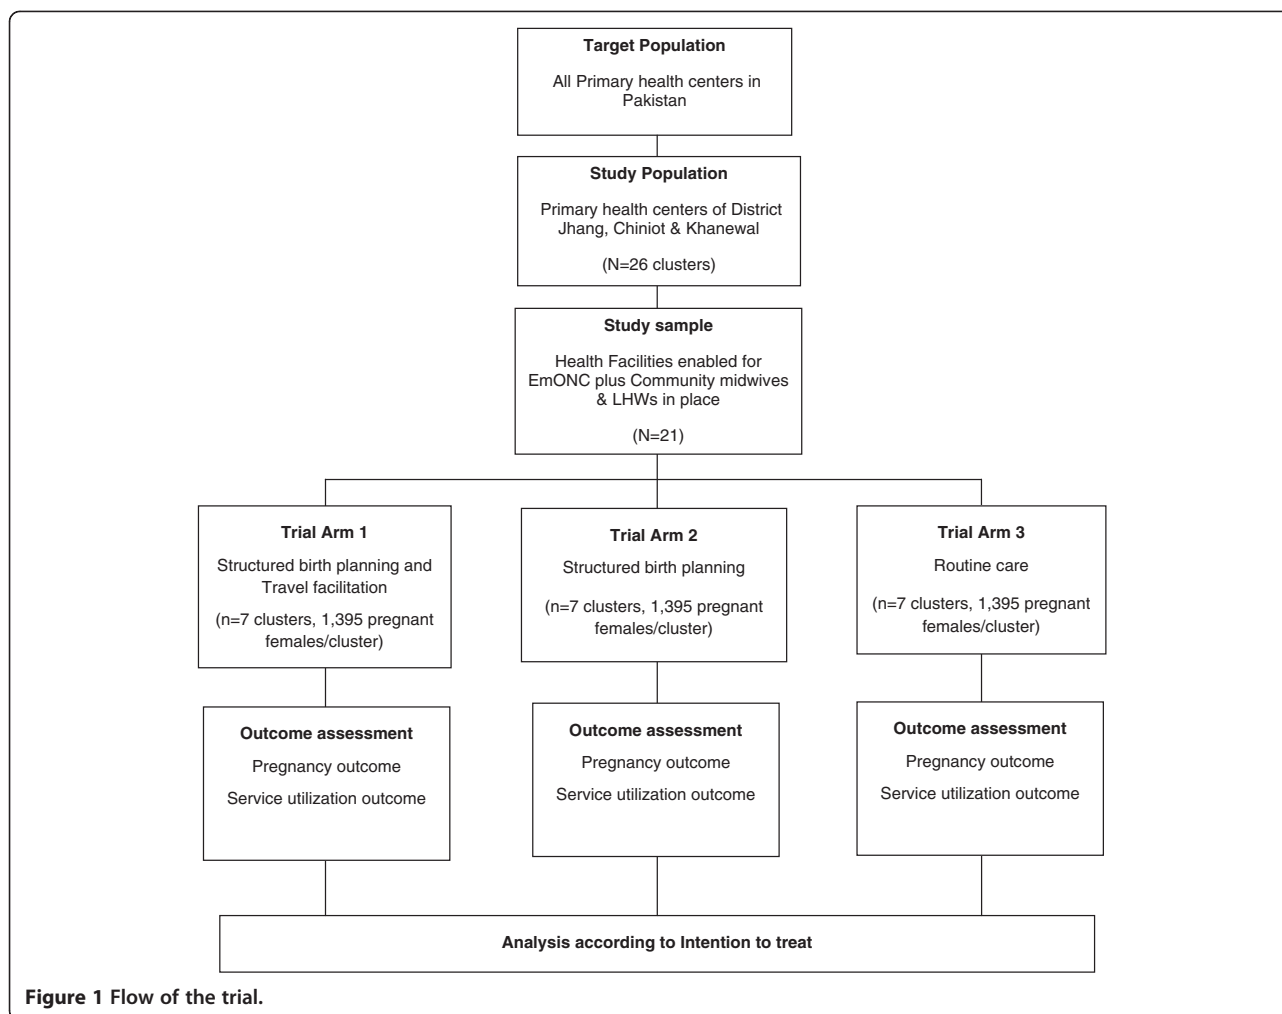 Target Population
All Primary health centers in
Pakistan
Study Population
Primary health centers of District
Jhang, Chiniot & Khanewal
(N=26 clusters)
Study sample
Health Facilities enabled for
EmONC plus Community midwives
& LHWs in place
(N=21)
Trial Arm 1
Structured birth planning and
Travel facilitation
(n=7 clusters, 1,395 pregnant
females/cluster)
Trial Arm 2
Structured birth planning
(n=7 clusters, 1,395 pregnant
females/cluster)
Trial Arm 3
Routine care
(n=7 clusters, 1,395 pregnant
females/cluster)
Outcome assessment
Pregnancy outcome
Service utilization outcome
Outcome assessment
Pregnancy outcome
Service utilization outcome
Outcome assessment
Pregnancy outcome
Service utilization outcome
Analysis according to Intention to treat
Figure 1 Flow of the trial.